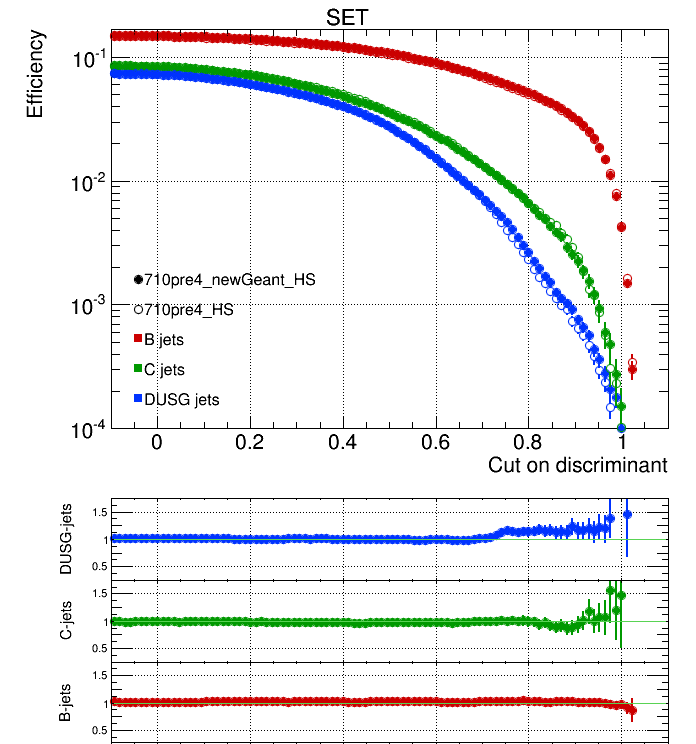 SET
Efficiency
10^-1
10^-2
10^-3
10^-4
710pre4_newGeant_HS
710pre4_HS
B jets
C jets
DUSG jets
0 0.2 0.4 0.6 0.8 1
Cut on discriminant
DUSG-jets
1.5
1
0.5
C-jets
1.5
1
0.5
B-jets
1.5
1
0.5